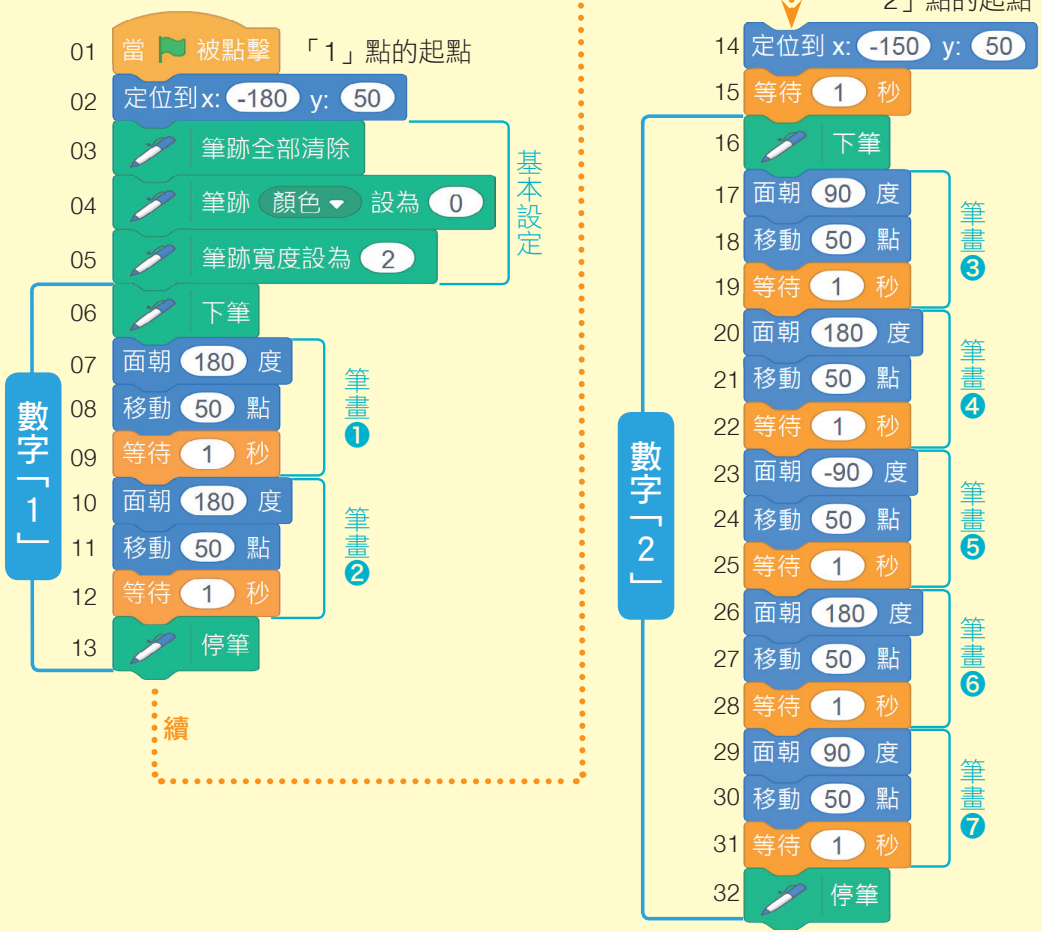 01 當 被點擊 「1」點的起點
02 定位到 x: -180 y: 50
03 筆跡全部清除
04 筆跡 顏色 設為 0
05 筆跡寬度設為 2
基本設定
數字「1」
06 下筆
07 面朝 180 度
08 移動 50 點
09 等待 1 秒
筆畫❶
10 面朝 180 度
11 移動 50 點
12 等待 1 秒
筆畫❷
13 停筆
續
2」點的起點
14 定位到 x: -150 y: 50
15 等待 1 秒
數字「2」
16 下筆
17 面朝 90 度
18 移動 50 點
19 等待 1 秒
筆畫❸
20 面朝 180 度
21 移動 50 點
22 等待 1 秒
筆畫❹
23 面朝 -90 度
24 移動 50 點
25 等待 1 秒
筆畫❺
26 面朝 180 度
27 移動 50 點
28 等待 1 秒
筆畫❻
29 面朝 90 度
30 移動 50 點
31 等待 1 秒
筆畫❼
32 停筆